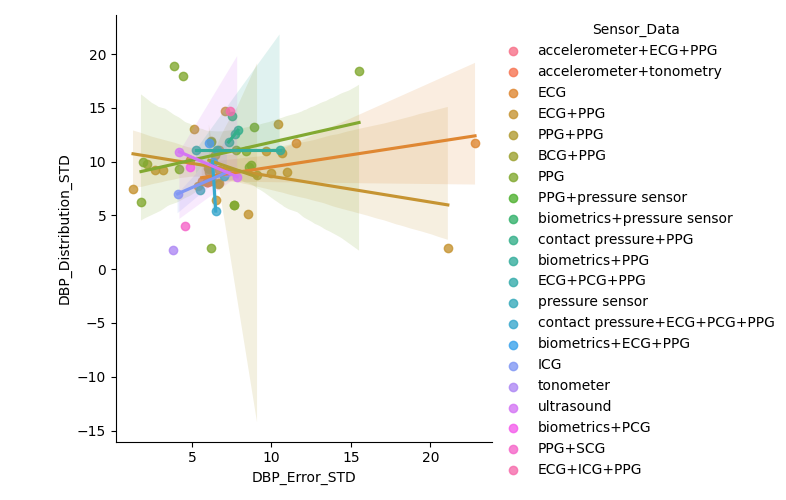 Sensor_Data
accelerometer+ECG+PPG
accelerometer+tonometry
ECG
ECG+PPG
PPG+PPG
BCG+PPG
PPG
PPG+pressure sensor
biometrics+pressure sensor
contact pressure+PPG
biometrics+PPG
ECG+PCG+PPG
pressure sensor
contact pressure+ECG+PCG+PPG
biometrics+ECG+PPG
ICG
tonometer
ultrasound
biometrics+PCG
PPG+SCG
ECG+ICG+PPG
DBP_Distribution_STD
20
15
10
5
0
−5
−10
−15
5 10 15 20
DBP_Error_STD